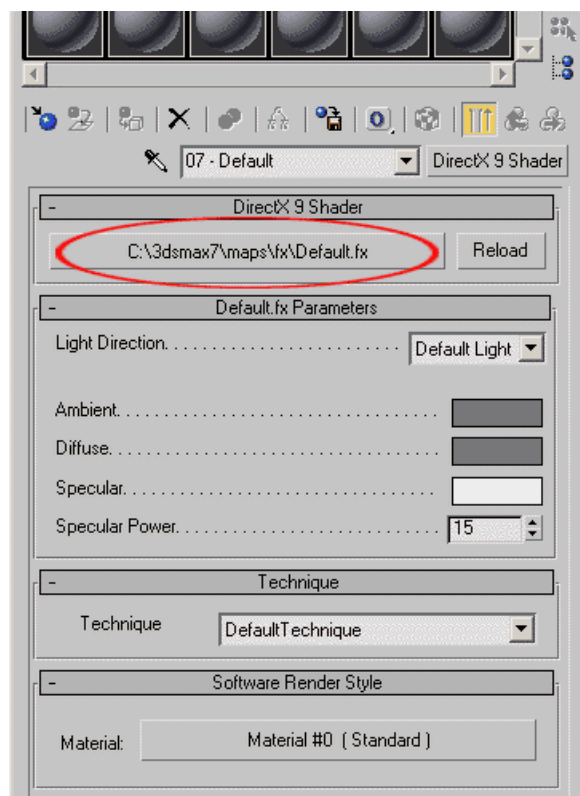 07 - Default DirectX 9 Shader
- DirectX 9 Shader
C:\3dsmax7\maps\fx\Default.fx Reload
- Default.fx Parameters
Light Direction. . . . . . . . . . . . . . . . . . . . . . . . Default Light
Ambient. . . . . . . . . . . . . . . . . . . . . . . . . . . . . . . . .
Diffuse. . . . . . . . . . . . . . . . . . . . . . . . . . . . . . . . . .
Specular. . . . . . . . . . . . . . . . . . . . . . . . . . . . . . . .
Specular Power. . . . . . . . . . . . . . . . . . . . . . . . . . 15
- Technique
Technique DefaultTechnique
- Software Render Style
Material: Material #0 ( Standard )